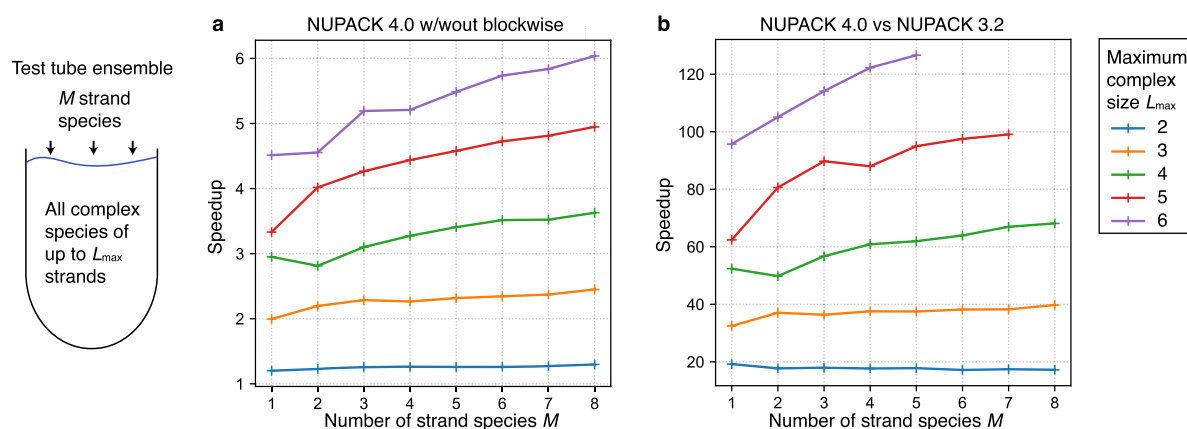 Test tube ensemble
M strand
species
All complex
species of
up to Lmax
strands
a
NUPACK 4.0 w/wout blockwise
Speedup
6
5
4
3
2
1
1 2 3 4 5 6 7 8
Number of strand species M
b
NUPACK 4.0 vs NUPACK 3.2
Speedup
120
100
80
60
40
20
1 2 3 4 5 6 7 8
Number of strand species M
Maximum
complex
size Lmax
2
3
4
5
6